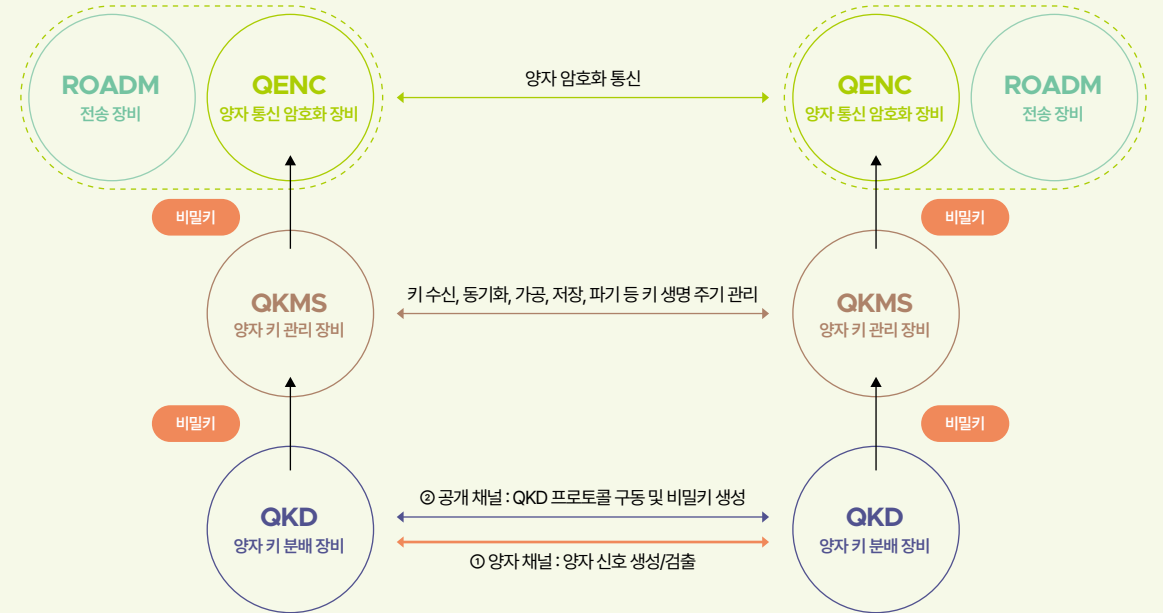 ROADM
전송 장비
QENC
양자 통신 암호화 장비
양자 암호화 통신
QENC
양자 통신 암호화 장비
ROADM
전송 장비
비밀키
비밀키
QKMS
양자 키 관리 장비
키 수신, 동기화, 가공, 저장, 파기 등 키 생명 주기 관리
QKMS
양자 키 관리 장비
비밀키
비밀키
QKD
양자 키 분배 장비
② 공개 채널 : QKD 프로토콜 구동 및 비밀키 생성
① 양자 채널 : 양자 신호 생성/검출
QKD
양자 키 분배 장비